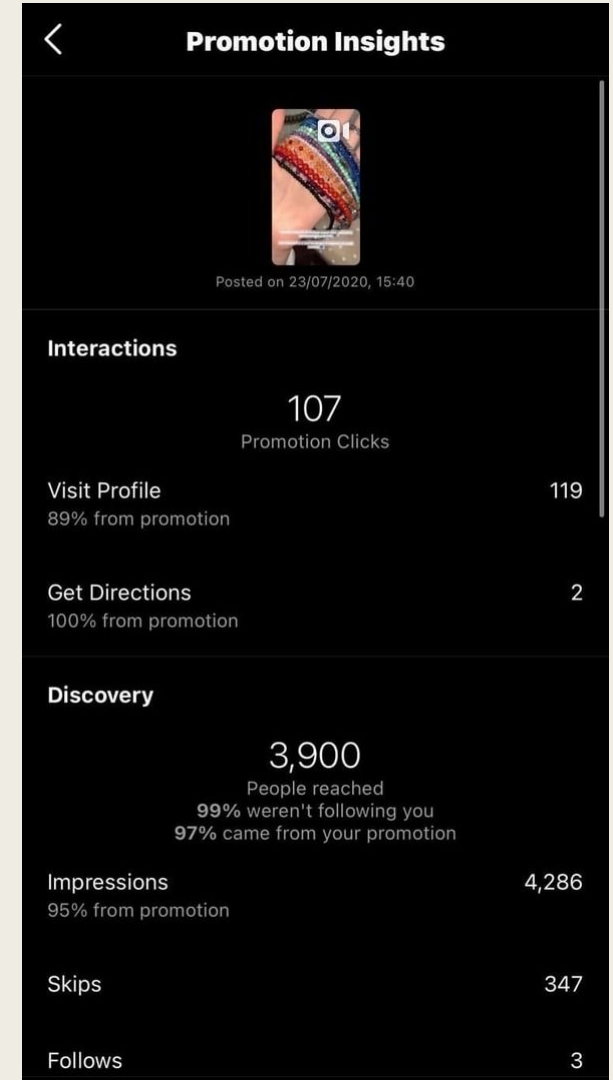 Promotion Insights
Posted on 23/07/2020, 15:40
Interactions
107
Promotion Clicks
Visit Profile 119
89% from promotion
Get Directions 2
100% from promotion
Discovery
3,900
People reached
99% weren't following you
97% came from your promotion
Impressions 4,286
95% from promotion
Skips 347
Follows 3